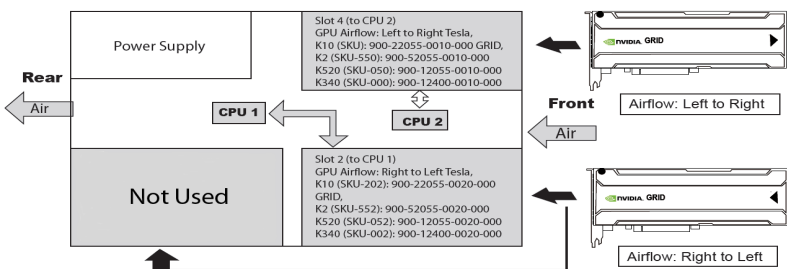 Power Supply
Slot 4 (to CPU 2)
GPU Airflow: Left to Right Tesla,
K10 (SKU): 900-22055-0010-000 GRID,
K2 (SKU-550): 900-52055-0010-000
K520 (SKU-050): 900-12055-0010-000
K340 (SKU-000): 900-12400-0010-000
NVIDIA. GRID
Airflow: Left to Right
Rear
Air
CPU 1
CPU 2
Front
Air
Not Used
Slot 2 (to CPU 1)
GPU Airflow: Right to Left Tesla,
K10 (SKU-202): 900-22055-0020-000
GRID,
K2 (SKU-552): 900-52055-0020-000
K520 (SKU-052): 900-12055-0020-000
K340 (SKU-002): 900-12400-0020-000
NVIDIA. GRID
Airflow: Right to Left